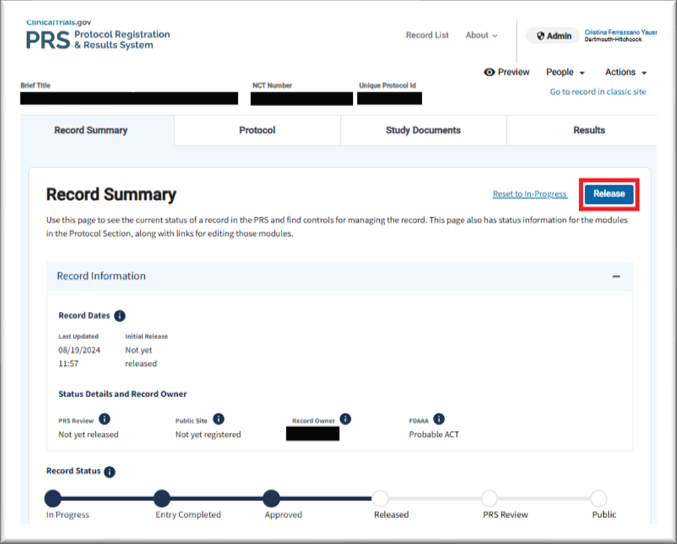 ClinicalTrials.gov
PRS Protocol Registration
& Results System
Record List About Admin Cristina Ferrazzano
Dartmouth-Hitchcock
Preview People Actions
Brief Title NCT Number Unique Protocol Id
Go to record in classic site
Record Summary Protocol Study Documents Results
Record Summary Reset to In-Progress Release
Use this page to see the current status of a record in the PRS and find controls for managing the record. This page also has status information for the modules
in the Protocol Section, along with links for editing those modules.
Record Information
Record Dates
Last Updated Initial Release
08/19/2024 Not yet
11:57 released
Status Details and Record Owner
PRS Review Public Site Record Owner FDAAA
Not yet released Not yet registered Probable ACT
Record Status
In Progress Entry Completed Approved Released PRS Review Public